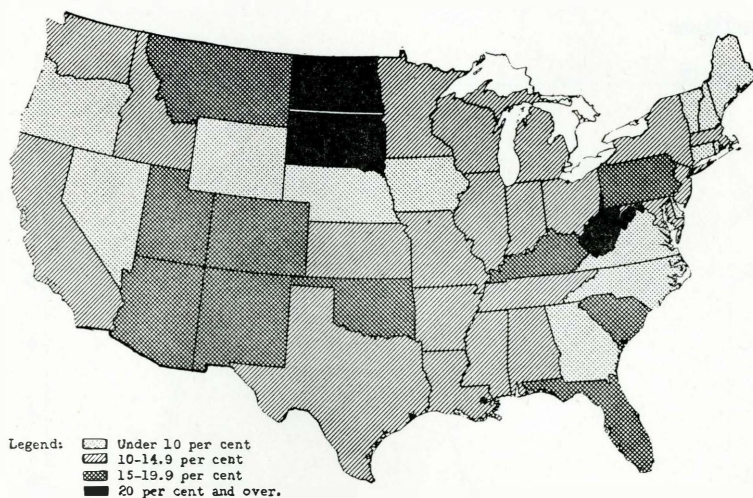 Legend:
Under 10 per cent
10-14.9 per cent
15-19.9 per cent
20 per cent and over.